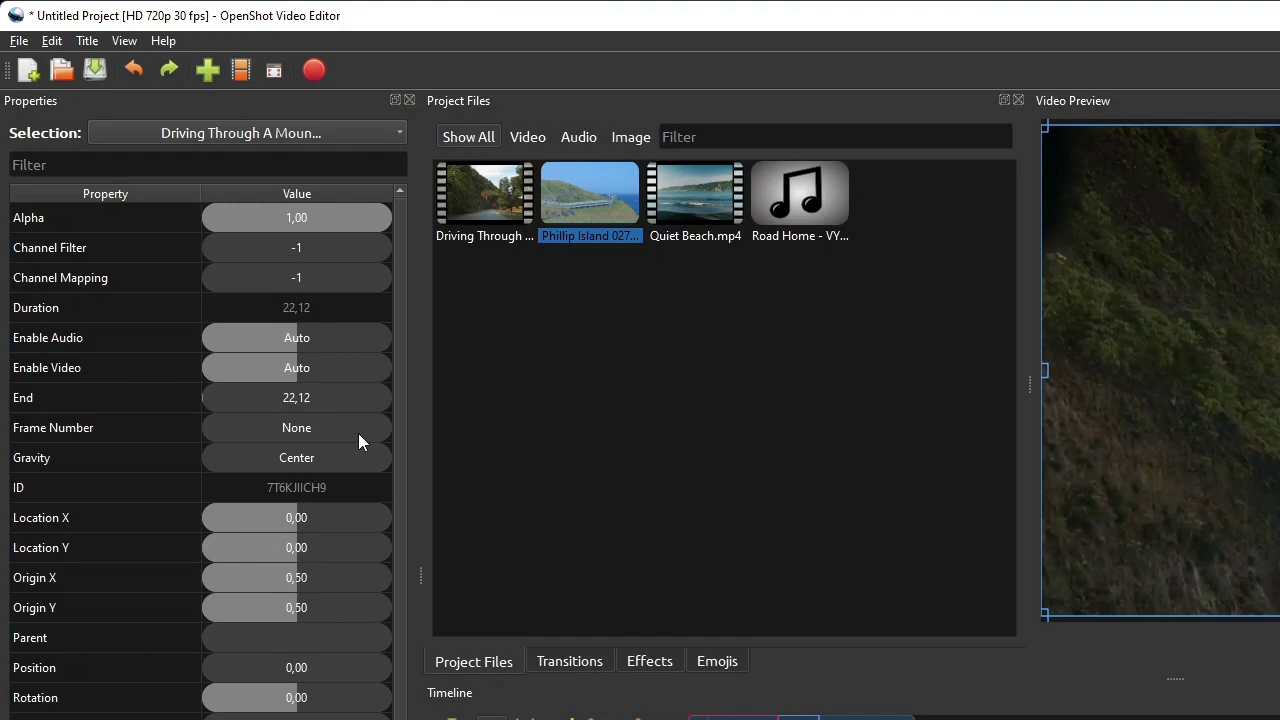 * Untitled Project [HD 720p 30 fps] - OpenShot Video Editor
File Edit Title View Help
Properties
Selection: Driving Through A Moun...
Filter
Property Value
Alpha 1,00
Channel Filter -1
Channel Mapping -1
Duration 22,12
Enable Audio Auto
Enable Video Auto
End 22,12
Frame Number None
Gravity Center
ID 7T6KJIICH9
Location X 0,00
Location Y 0,00
Origin X 0,50
Origin Y 0,50
Parent
Position 0,00
Rotation 0,00
Project Files
Show All Video Audio Image Filter
Driving Through ... Phillip Island 027... Quiet Beach.mp4 Road Home - VY...
Project Files Transitions Effects Emojis
Timeline
Video Preview